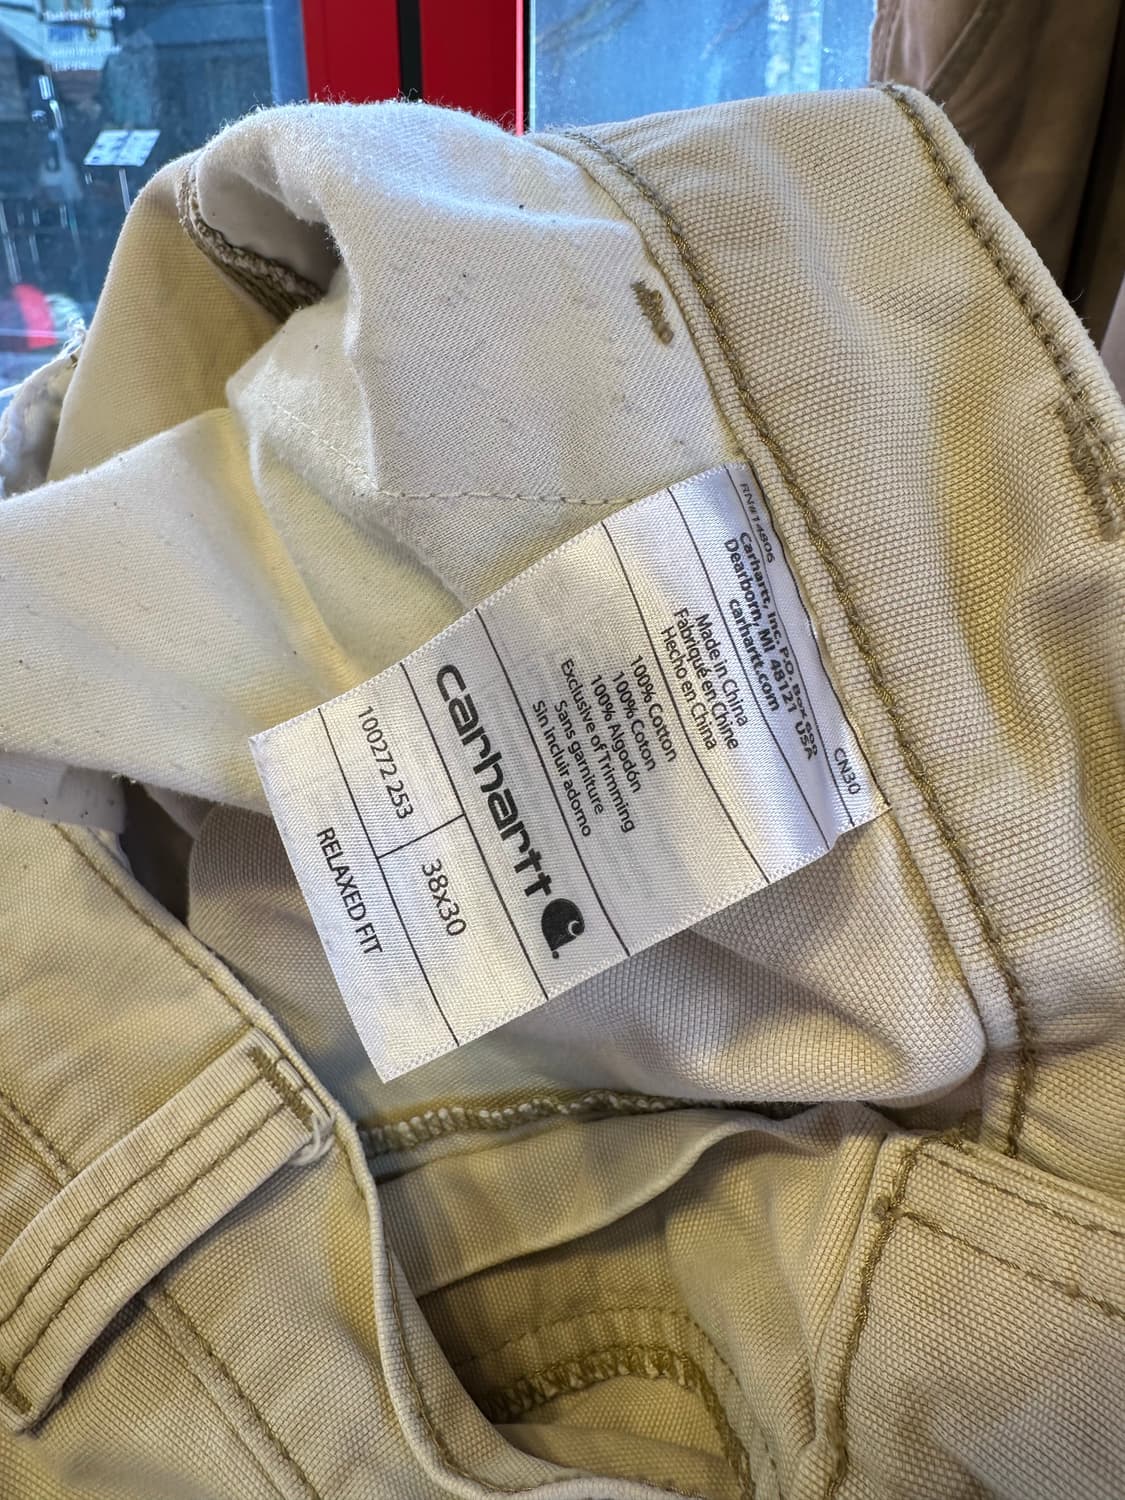 RN#14806
CN30
Carhartt, Inc. P.O. Box 600
Dearborn, MI 48121 USA
carhartt.com
Made in China
Fabriqué en Chine
Hecho en China
100% Cotton
100% Coton
100% Algodón
Exclusive of Trimming
Sans garniture
Sin incluir adorno
carhartt
100272 253
38x30
RELAXED FIT